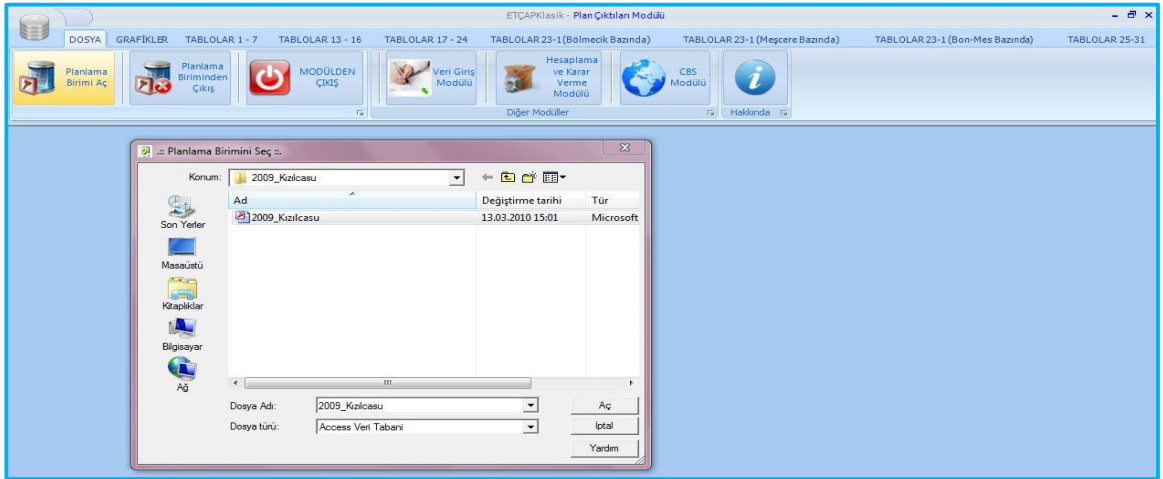 ETÇAPKlasik - Plan Çıktıları Modülü
DOSYA GRAFİKLER TABLOLAR 1 - 7 TABLOLAR 13 - 16 TABLOLAR 17 - 24 TABLOLAR 23-1(Bölmecik Bazında) TABLOLAR 23-1 (Meşcere Bazında) TABLOLAR 23-1 (Bon-Mes Bazında) TABLOLAR 25-31
Planlama
Birimi Aç
Planlama
Biriminden
Çıkış
MODÜLDEN
ÇIKIŞ
Veri Giriş
Modülü
Hesaplama
ve Karar
Verme
Modülü
CBS
Modülü
Diğer Modüller
Hakkında
.:: Planlama Birimini Seç ::.
Konum: 2009_Kızılcasu
Ad Değiştirme tarihi Tür
2009_Kızılcasu 13.03.2010 15:01 Microsoft
Son Yerler
Masaüstü
Kitaplıklar
Bilgisayar
Ağ
Dosya Adı: 2009_Kızılcasu Aç
Dosya türü: Access Veri Tabani İptal
Yardım